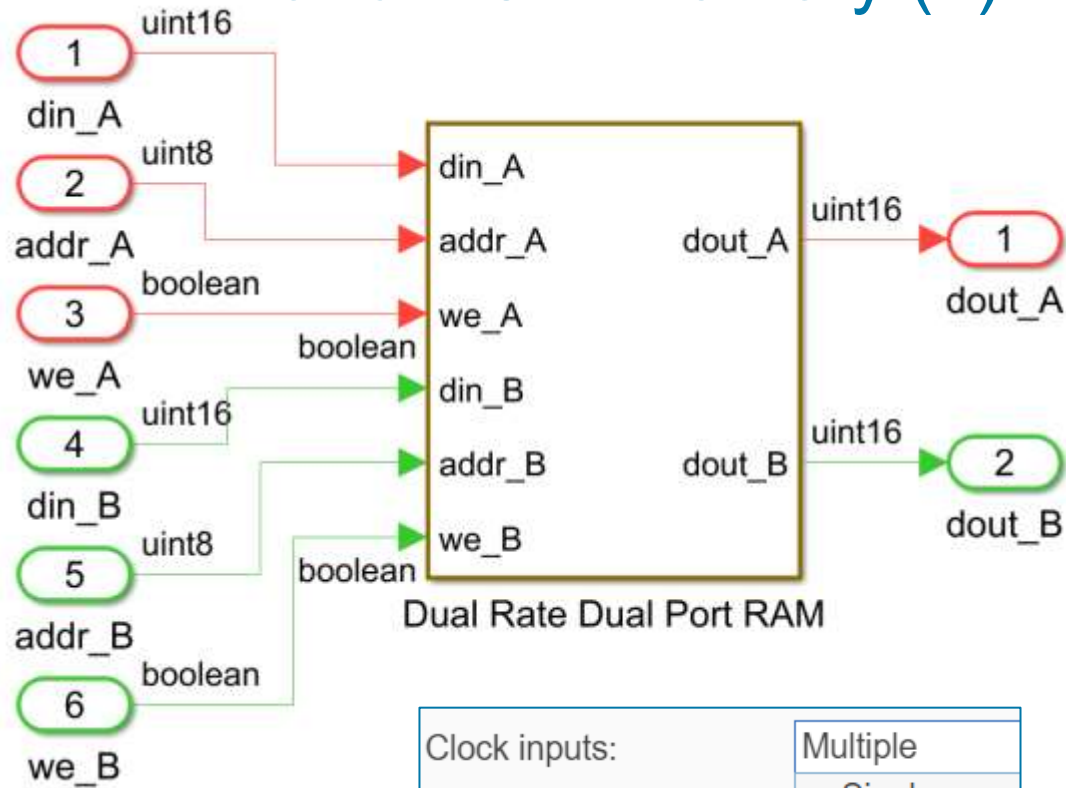 uint16
1
din_A
uint8
2
addr_A
boolean
3
we_A
boolean
uint16
4
din_B
uint8
5
addr_B
boolean
boolean
6
we_B
din_A
addr_A
we_A
din_B
addr_B
we_B
dout_A
dout_B
Dual Rate Dual Port RAM
uint16
1
dout_A
uint16
2
dout_B
Clock inputs:
Multiple